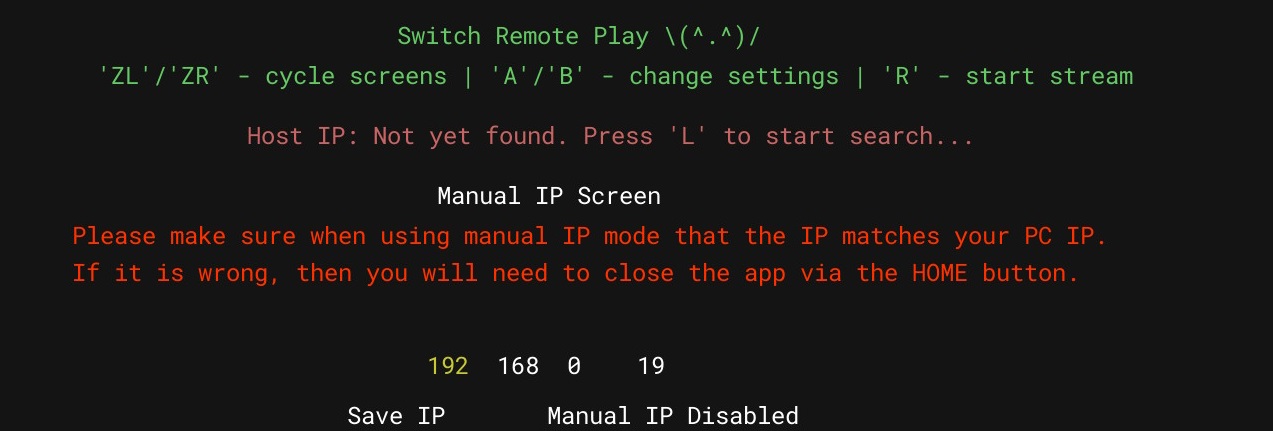 Switch Remote Play \(^.^)/
'ZL'/'ZR' - cycle screens | 'A'/'B' - change settings | 'R' - start stream
Host IP: Not yet found. Press 'L' to start search...
Manual IP Screen
Please make sure when using manual IP mode that the IP matches your PC IP.
If it is wrong, then you will need to close the app via the HOME button.
192 168 0 19
Save IP Manual IP Disabled